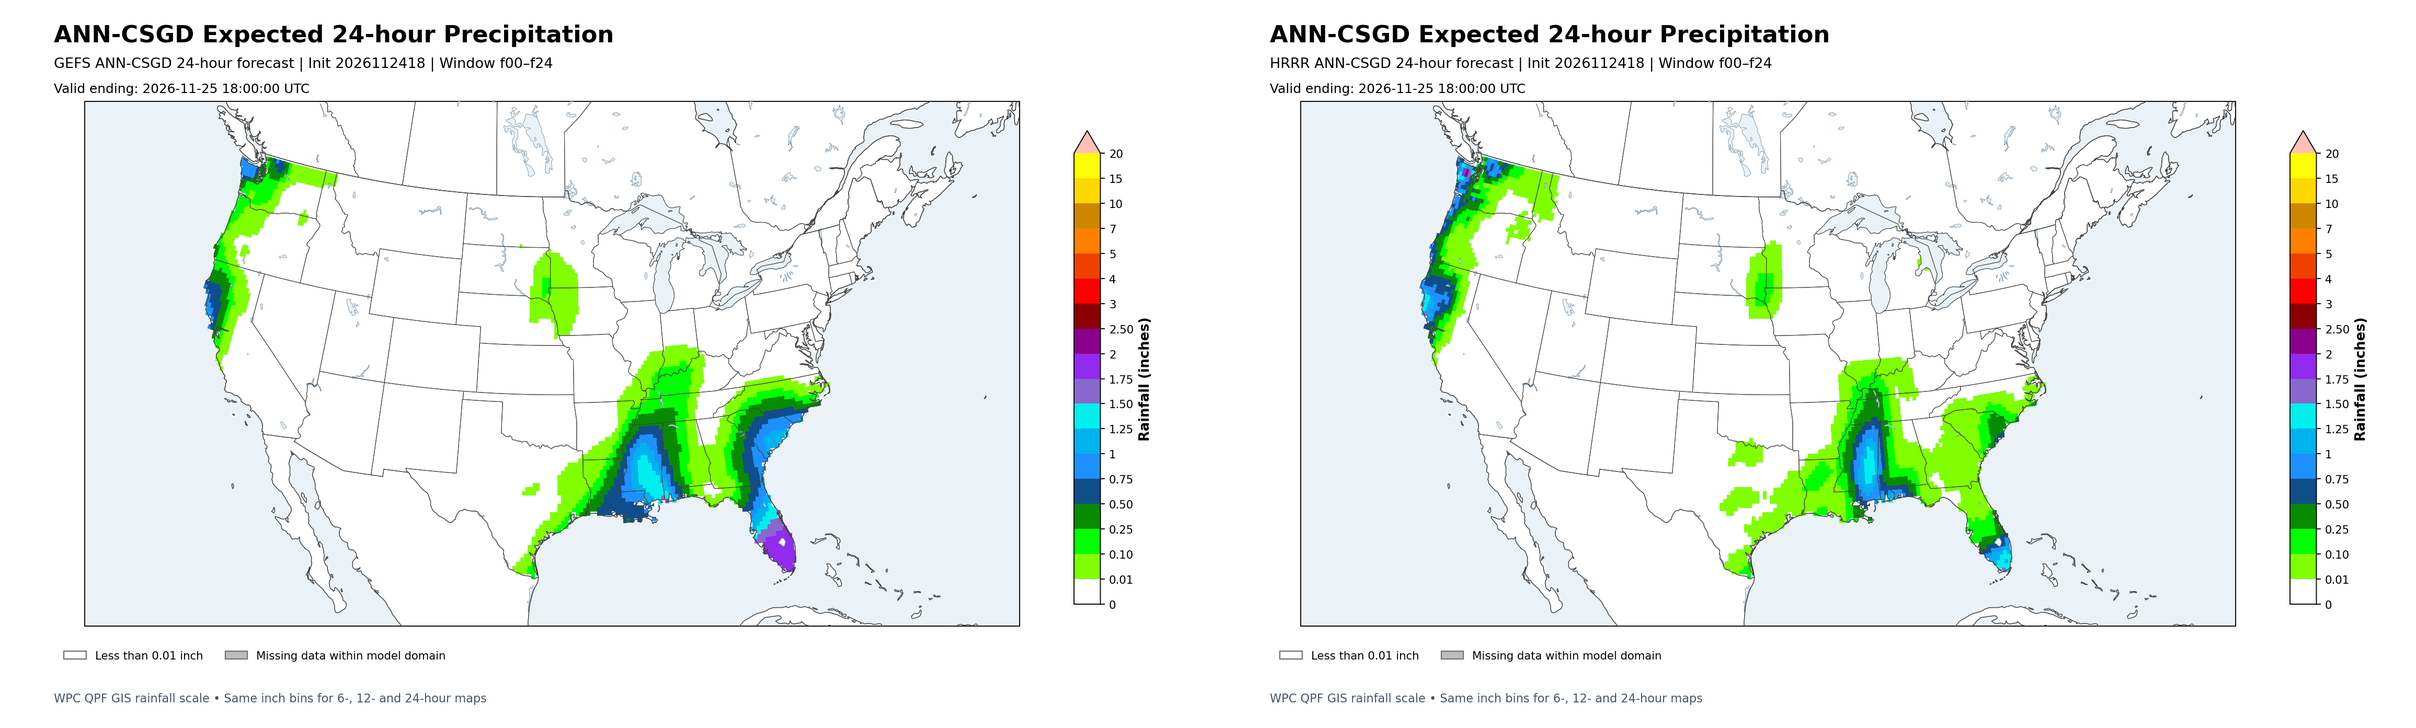 ANN-CSGD Expected 24-hour Precipitation
GEFS ANN-CSGD 24-hour forecast | Init 2026112418 | Window f00–f24
Valid ending: 2026-11-25 18:00:00 UTC
20
15
10
7
5
4
3
2.50
2
1.75
1.50
1.25
1
0.75
0.50
0.25
0.10
0.01
0
Rainfall (inches)
Less than 0.01 inch
Missing data within model domain
WPC QPF GIS rainfall scale • Same inch bins for 6-, 12- and 24-hour maps
ANN-CSGD Expected 24-hour Precipitation
HRRR ANN-CSGD 24-hour forecast | Init 2026112418 | Window f00–f24
Valid ending: 2026-11-25 18:00:00 UTC
20
15
10
7
5
4
3
2.50
2
1.75
1.50
1.25
1
0.75
0.50
0.25
0.10
0.01
0
Rainfall (inches)
Less than 0.01 inch
Missing data within model domain
WPC QPF GIS rainfall scale • Same inch bins for 6-, 12- and 24-hour maps